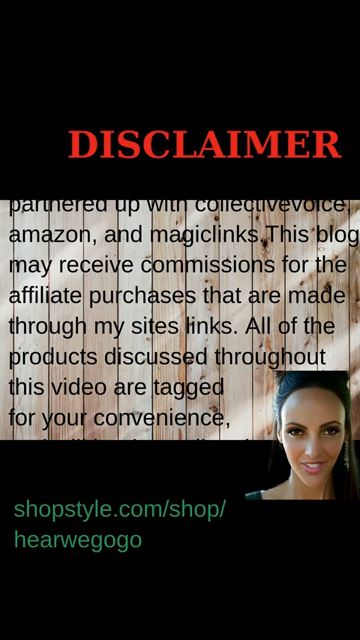 DISCLAIMER
partnered up with collectivevoice,
amazon, and magiclinks.This blog
may receive commissions for the
affiliate purchases that are made
through my sites links. All of the
products discussed throughout
this video are tagged
for your convenience,
shopstyle.com/shop/
hearwegogo